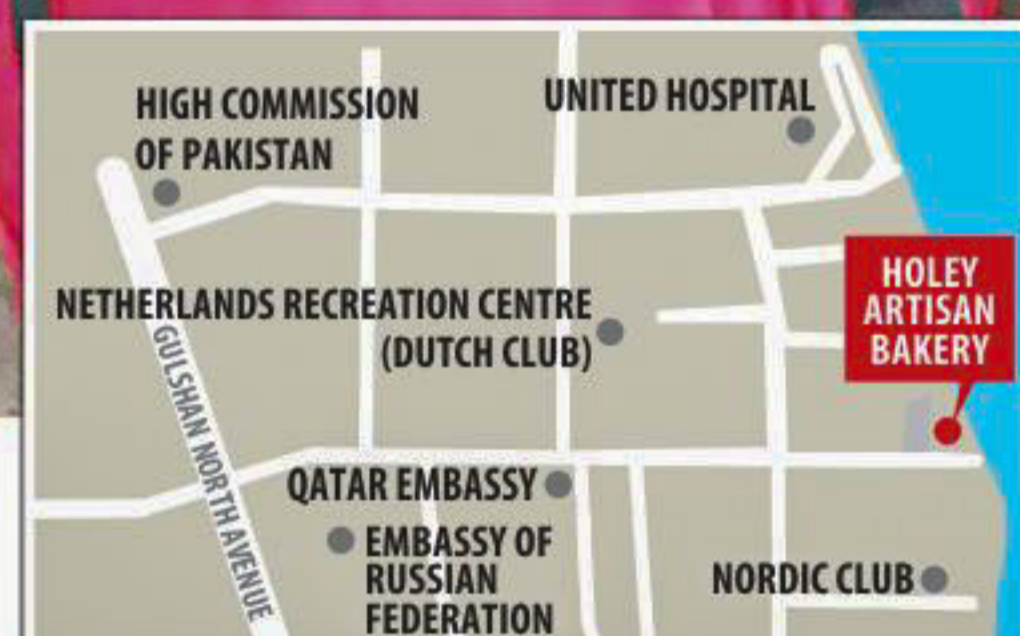 HIGH COMMISSION
OF PAKISTAN
UNITED HOSPITAL
NETHERLANDS RECREATION CENTRE
(DUTCH CLUB)
HOLEY
ARTISAN
BAKERY
GULSHAN NORTH AVENUE
QATAR EMBASSY
EMBASSY OF
RUSSIAN
FEDERATION
NORDIC CLUB